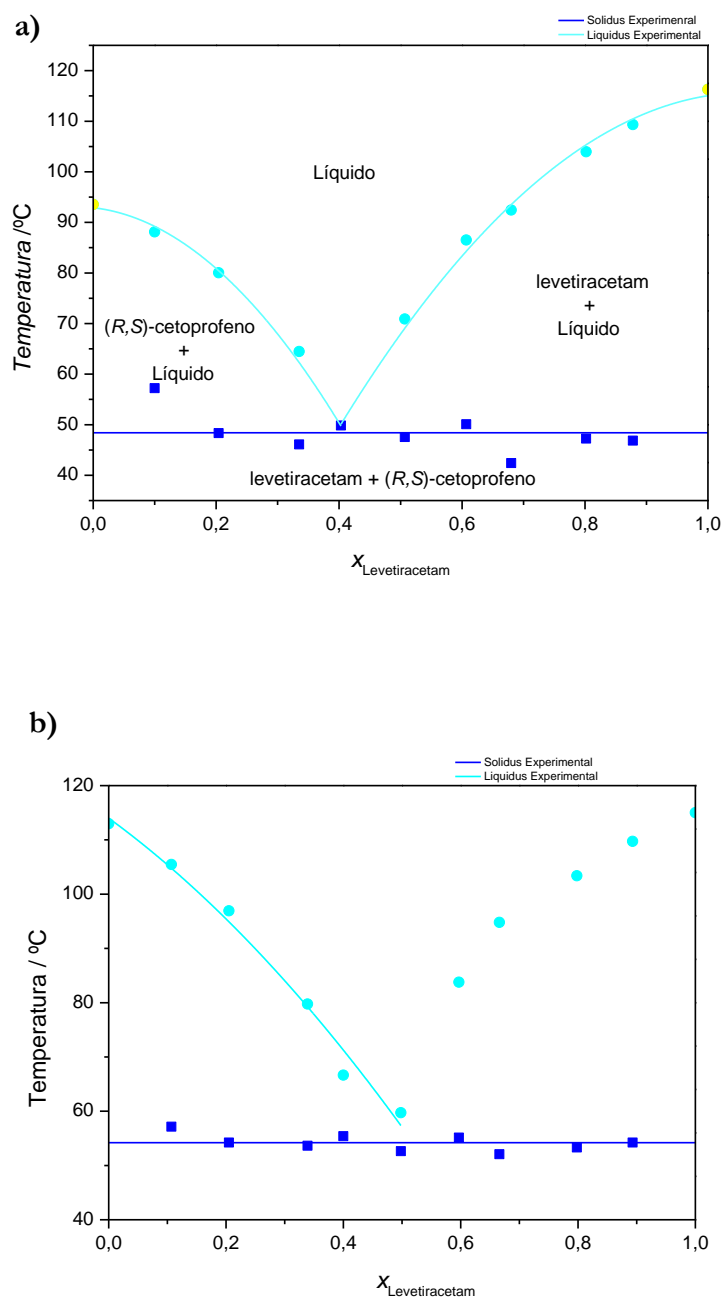 a)
Solidus Experimenral
Liquidus Experimental
120
110
100
90
80
70
60
50
40
Temperatura /ºC
Líquido
(R,S)-cetoprofeno
+
Líquido
levetiracetam
+
Líquido
levetiracetam + (R,S)-cetoprofeno
0,0 0,2 0,4 0,6 0,8 1,0
xLevetiracetam
b)
Solidus Experimental
Liquidus Experimental
120
100
80
60
40
Temperatura / ºC
0,0 0,2 0,4 0,6 0,8 1,0
xLevetiracetam